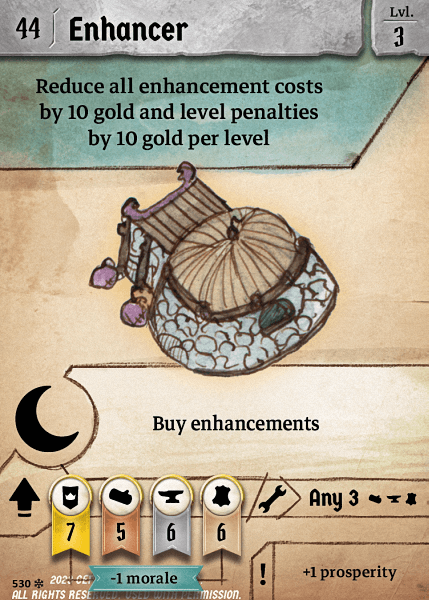 44 Enhancer
Lvl.
3
Reduce all enhancement costs
by 10 gold and level penalties
by 10 gold per level
Buy enhancements
7 5 6 6
Any 3
-1 morale
! +1 prosperity
530
ALL RIGHTS